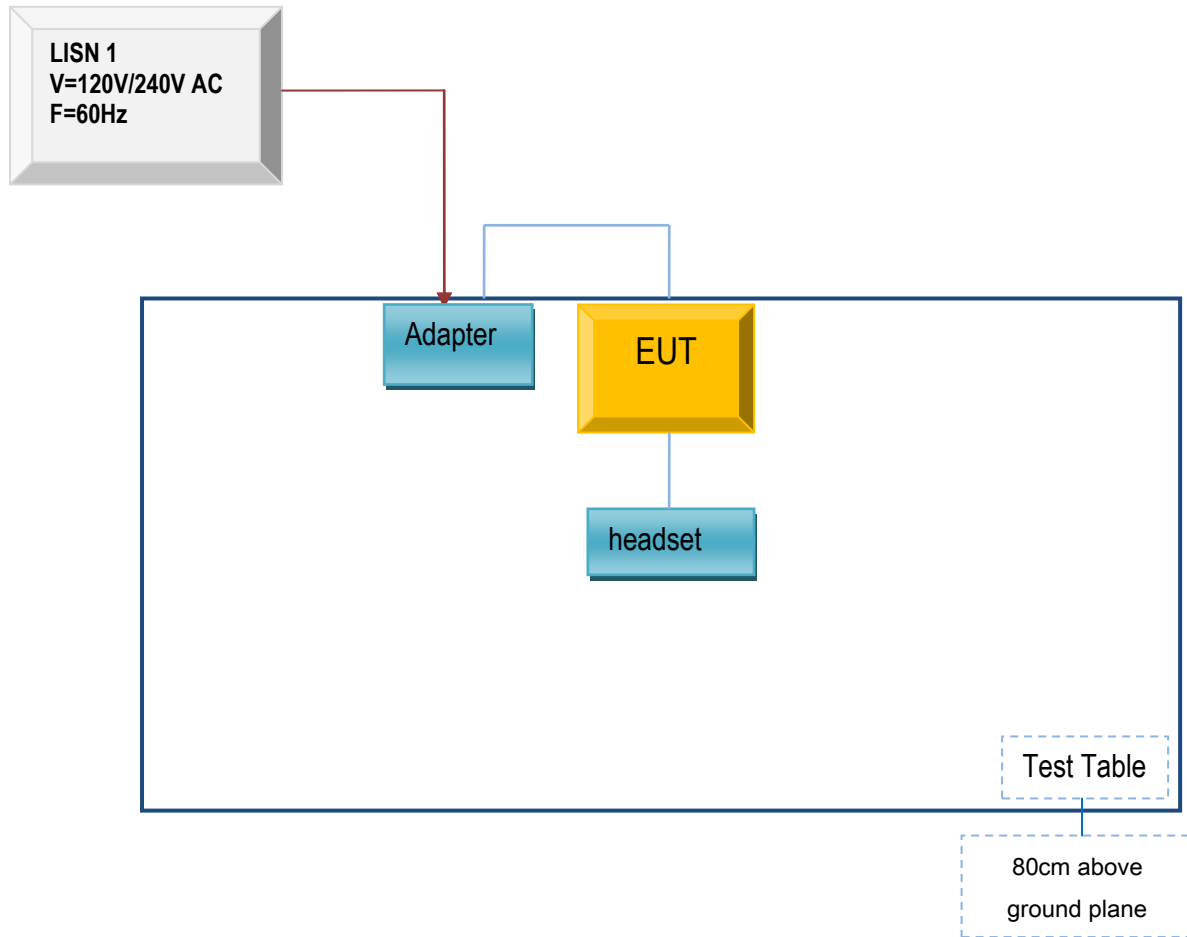 LISN 1
V=120V/240V AC
F=60Hz
Adapter
EUT
headset
Test Table
80cm above
ground plane